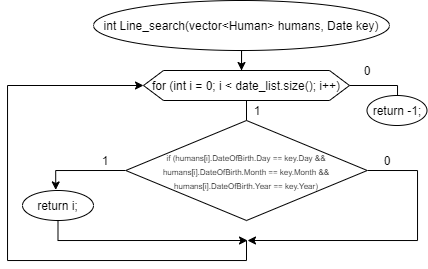 int Line_search(vector<Human> humans, Date key)
for (int i = 0; i < date_list.size(); i++)
0
return -1;
1
if (humans[i].DateOfBirth.Day == key.Day &&
humans[i].DateOfBirth.Month == key.Month &&
humans[i].DateOfBirth.Year == key.Year)
1
0
return i;